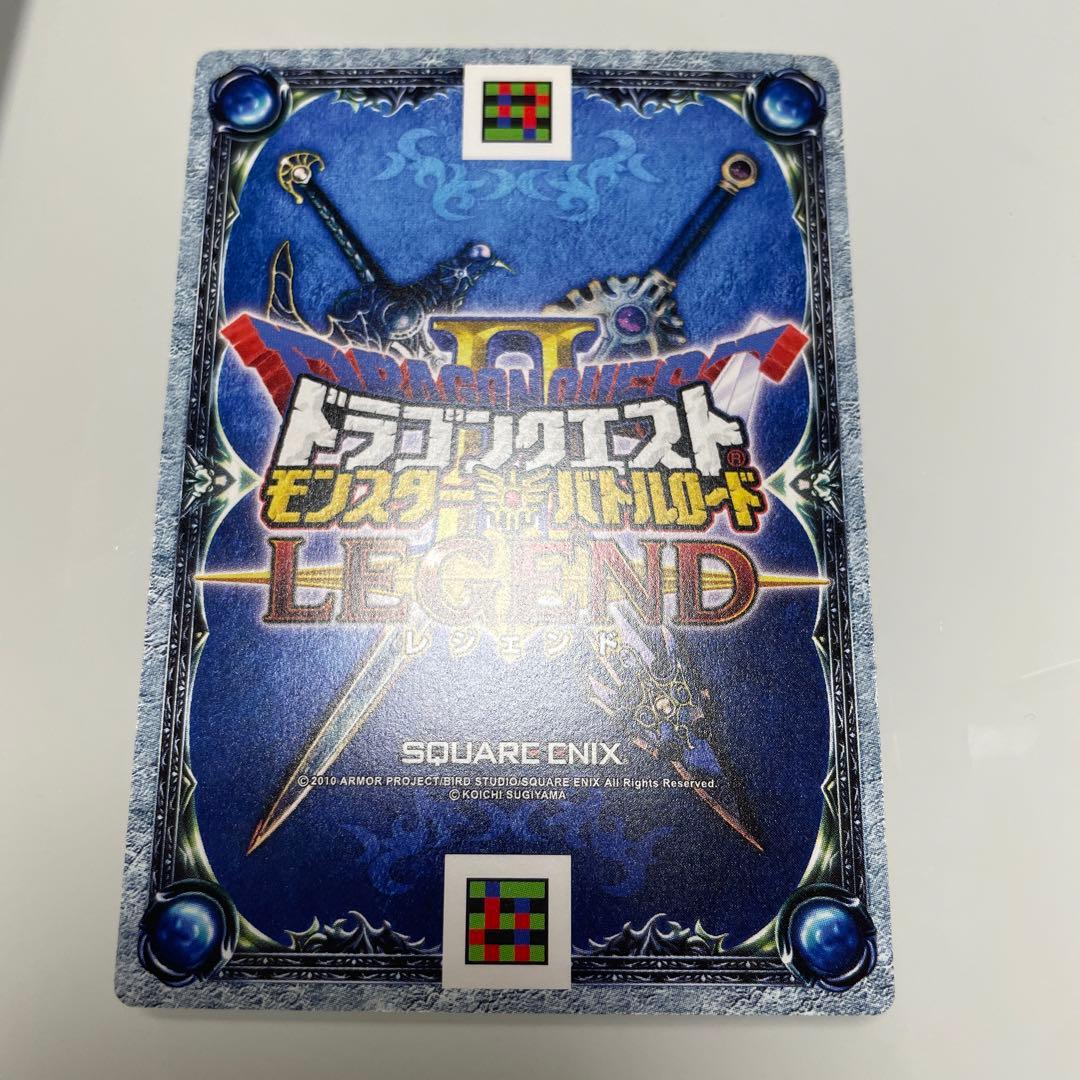 II
DRAGON QUEST
ドラゴンクエスト®
モンスターバトルロード
LEGEND
レジェンド
SQUARE ENIX
©2010 ARMOR PROJECT/BIRD STUDIO/SQUARE ENIX All Rights Reserved.
©KOICHI SUGIYAMA